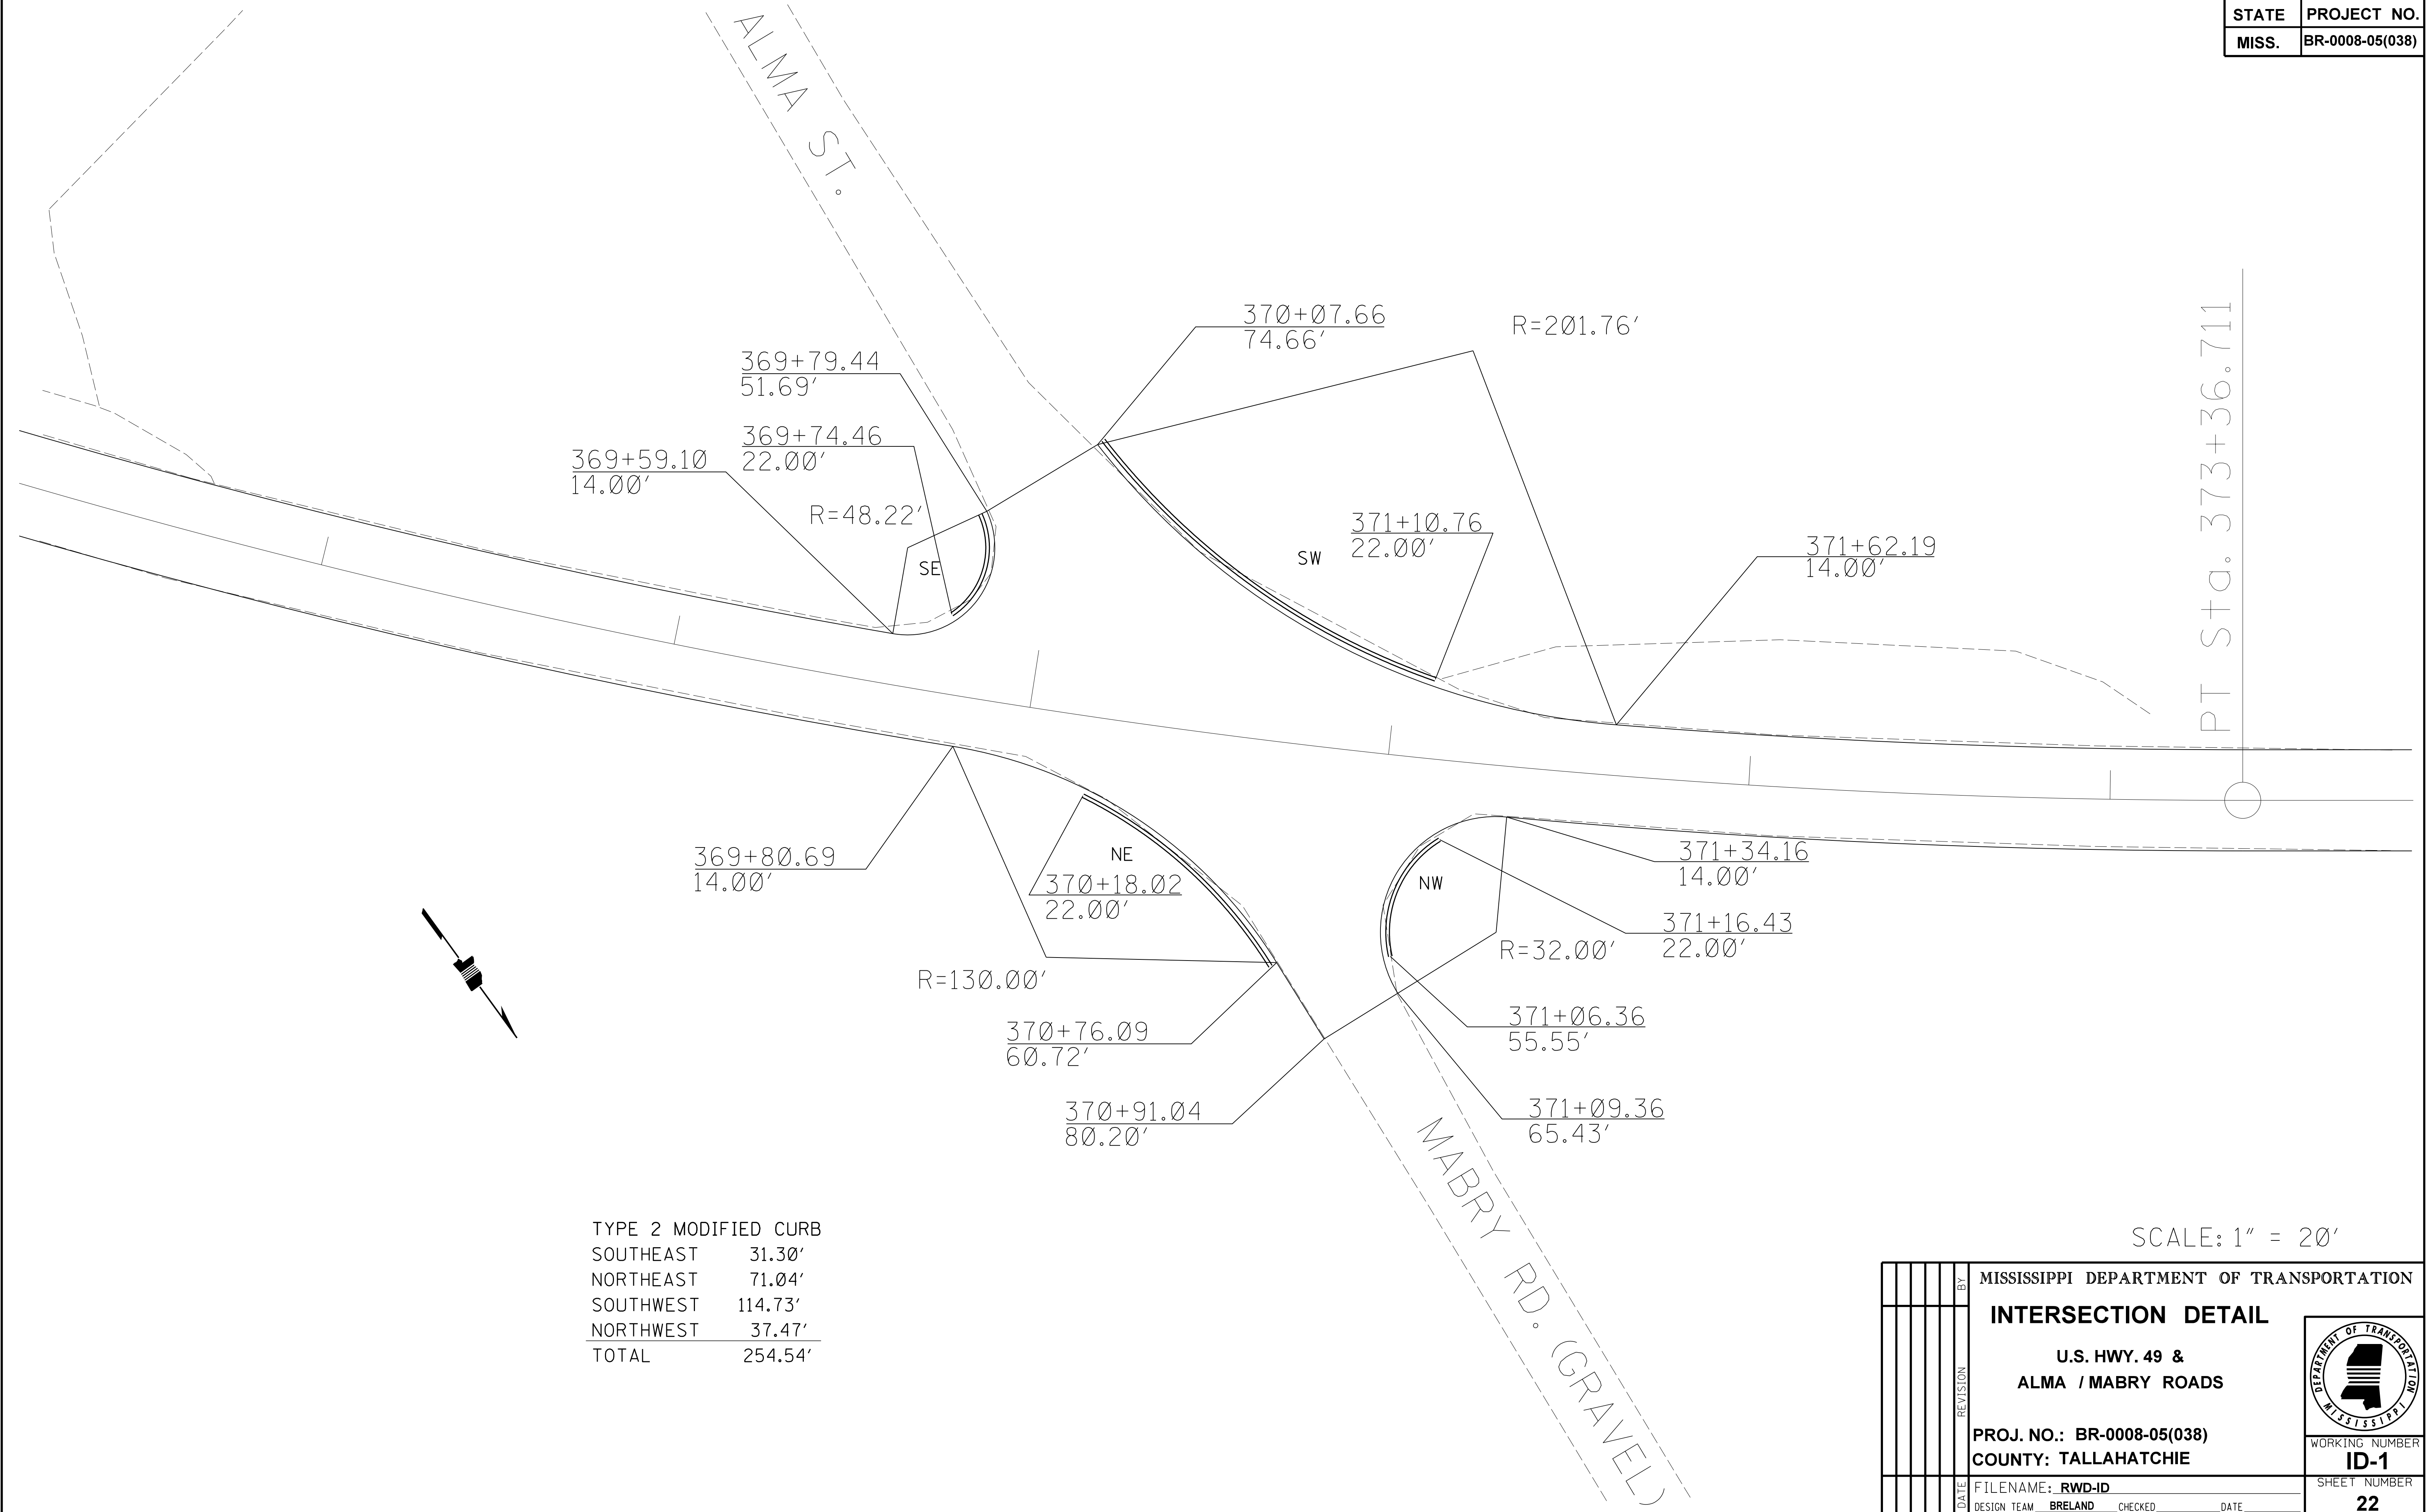 STATE PROJECT NO.
MISS. BR-0008-05(038)
ALMA ST.
370+07.66
74.66'
R=201.76'
PT Sta. 373+36.711
369+79.44
51.69'
369+74.46
22.00'
369+59.10
14.00'
R=48.22'
SE
SW
371+10.76
22.00'
371+62.19
14.00'
369+80.69
14.00'
NE
370+18.02
22.00'
NW
371+34.16
14.00'
371+16.43
22.00'
R=32.00'
R=130.00'
370+76.09
60.72'
371+06.36
55.55'
370+91.04
80.20'
371+09.36
65.43'
MABRY RD. (GRAVEL)
TYPE 2 MODIFIED CURB
SOUTHEAST 31.30'
NORTHEAST 71.04'
SOUTHWEST 114.73'
NORTHWEST 37.47'
TOTAL 254.54'
SCALE: 1" = 20'
BY
REVISION
DATE
MISSISSIPPI DEPARTMENT OF TRANSPORTATION
INTERSECTION DETAIL
U.S. HWY. 49 &
ALMA / MABRY ROADS
PROJ. NO.: BR-0008-05(038)
COUNTY: TALLAHATCHIE
DEPARTMENT OF TRANSPORTATION
MISSISSIPPI
WORKING NUMBER
ID-1
SHEET NUMBER
22
FILENAME: RWD-ID
DESIGN TEAM BRELAND CHECKED DATE